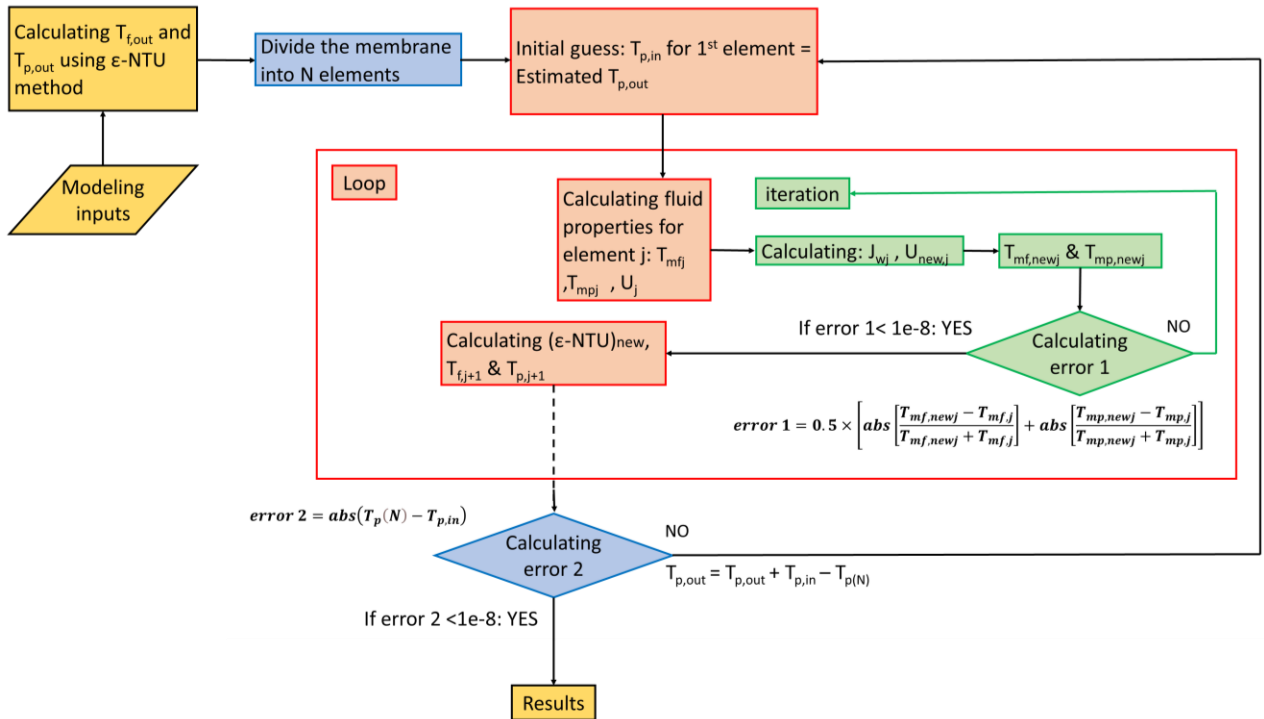 Calculating T_f,out and
T_p,out using ε-NTU
method
Divide the membrane
into N elements
Initial guess: T_p,in for 1st element =
Estimated T_p,out
Modeling
inputs
Loop
Calculating fluid
properties for
element j: T_mfj
,T_mpj , U_j
iteration
Calculating: J_wj , U_new,j
T_mf,newj & T_mp,newj
If error 1< 1e-8: YES
NO
Calculating
error 1
Calculating (ε-NTU)new,
T_f,j+1 & T_p,j+1
error 1 = 0.5 × [abs [(T_mf,newj − T_mf,j)/(T_mf,newj + T_mf,j)] + abs [(T_mp,newj − T_mp,j)/(T_mp,newj + T_mp,j)]]
error 2 = abs(T_p(N) − T_p,in)
NO
Calculating
error 2
T_p,out = T_p,out + T_p,in − T_p(N)
If error 2 <1e-8: YES
Results